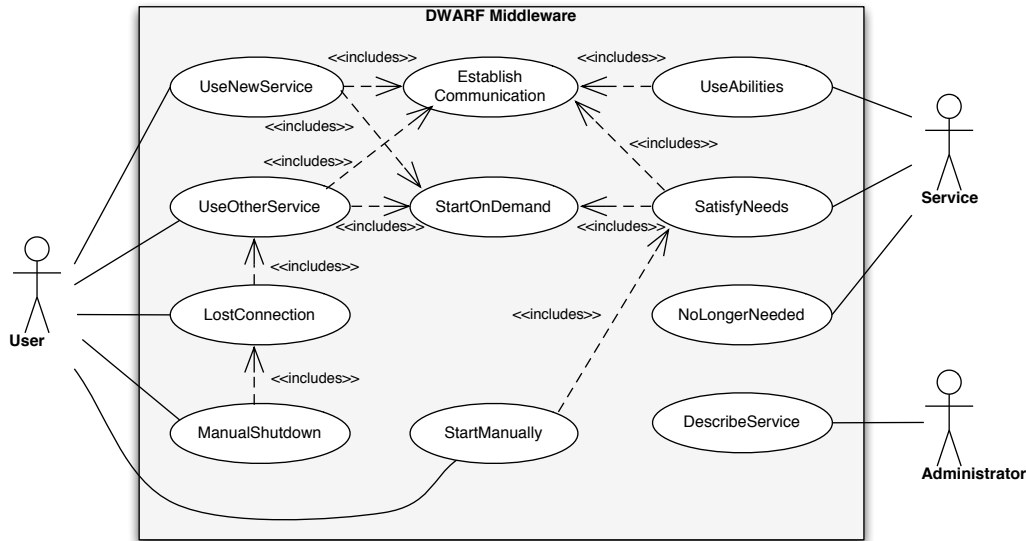 DWARF Middleware
<<includes>>
<<includes>>
UseNewService
Establish
Communication
UseAbilities
<<includes>>
<<includes>>
<<includes>>
UseOtherService
StartOnDemand
SatisfyNeeds
Service
<<includes>>
<<includes>>
<<includes>>
LostConnection
<<includes>>
NoLongerNeeded
User
<<includes>>
ManualShutdown
StartManually
DescribeService
Administrator